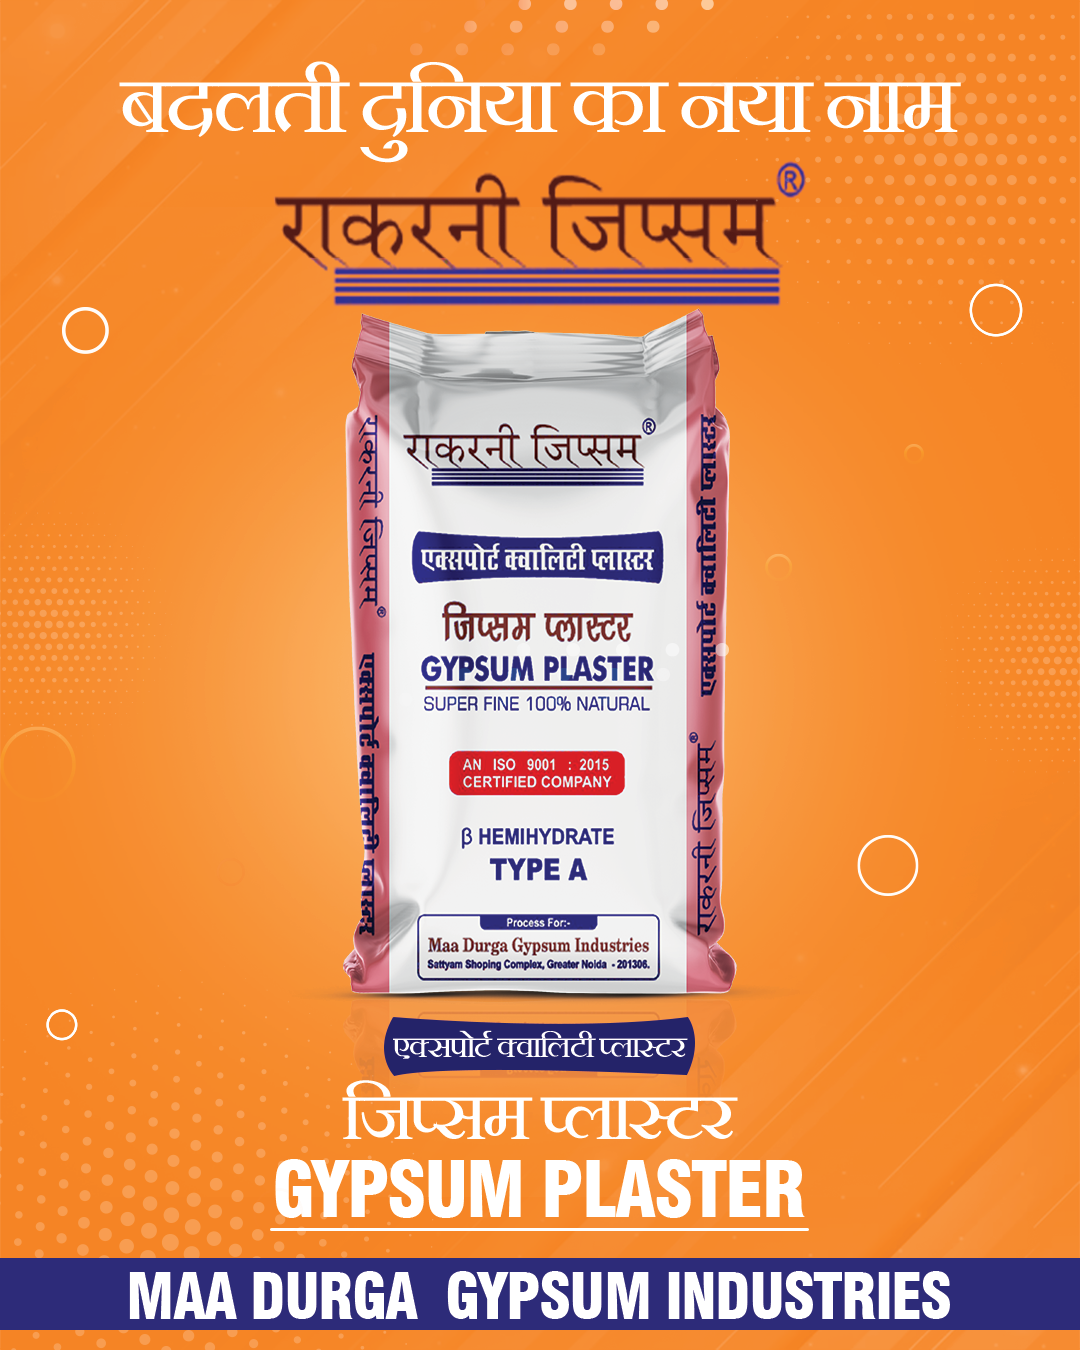 बदलती दुनिया का नया नाम
राकरनी जिप्सम ®
राकरनी जिप्सम ®
एक्सपोर्ट क्वालिटी प्लास्टर
जिप्सम प्लास्टर
GYPSUM PLASTER
SUPER FINE 100% NATURAL
AN ISO 9001 : 2015
CERTIFIED COMPANY
β HEMIHYDRATE
TYPE A
Process For:-
Maa Durga Gypsum Industries
Sattyam Shoping Complex, Greater Noida - 201306.
राकरनी जिप्सम ®
एक्सपोर्ट क्वालिटी प्लास्टर
एक्सपोर्ट क्वालिटी प्लास्टर
राकरनी जिप्सम ®
एक्सपोर्ट क्वालिटी प्लास्टर
जिप्सम प्लास्टर
GYPSUM PLASTER
MAA DURGA GYPSUM INDUSTRIES